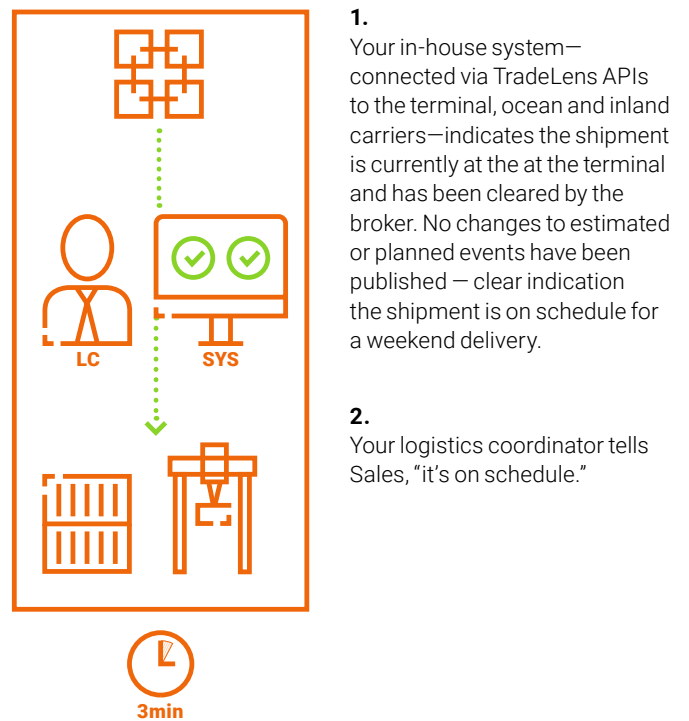 1.
Your in-house system—
connected via TradeLens APIs
to the terminal, ocean and inland
carriers—indicates the shipment
is currently at the at the terminal
and has been cleared by the
broker. No changes to estimated
or planned events have been
published — clear indication
the shipment is on schedule for
a weekend delivery.
2.
Your logistics coordinator tells
Sales, “it’s on schedule.”
LC
SYS
3min